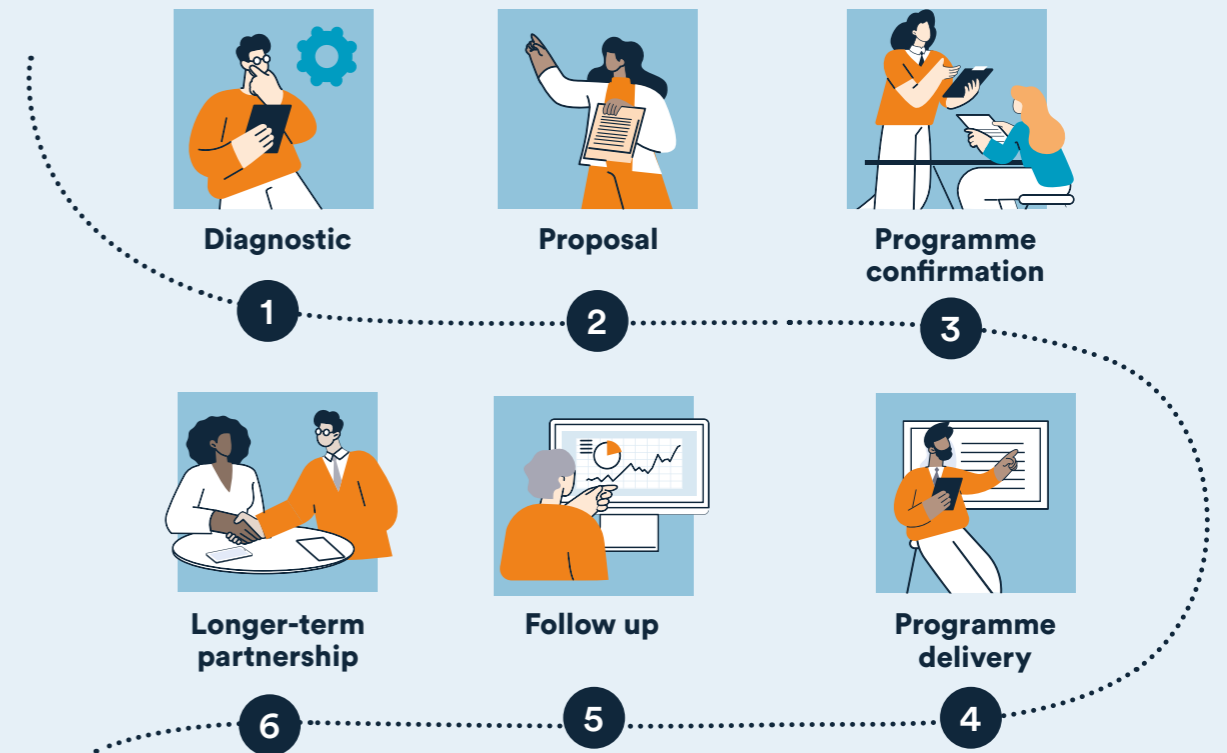 Diagnostic
1
Proposal
2
Programme
confirmation
3
Programme
delivery
4
Follow up
5
Longer-term
partnership
6